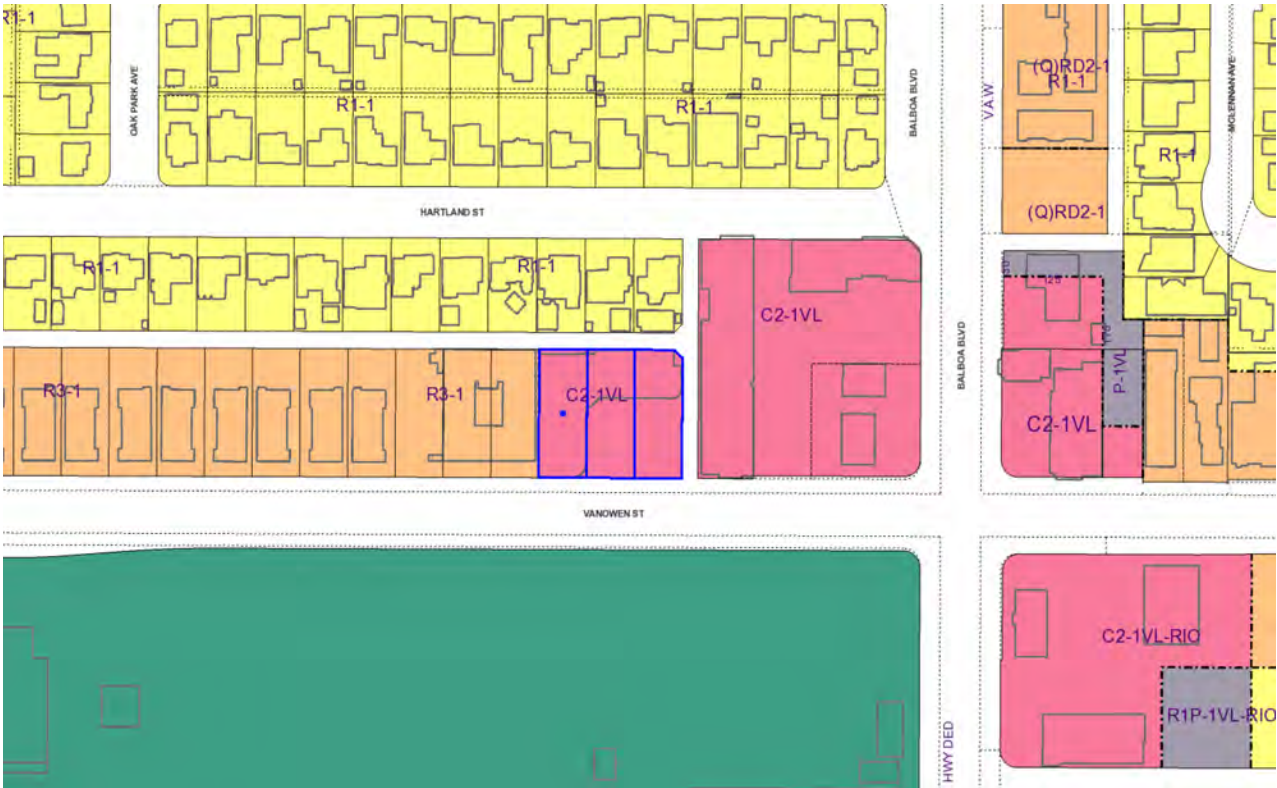 R1-1
OAK PARK AVE
R1-1
R1-1
BALBOA BLVD
VAW
(Q)RD2-1
R1-1
MCLENNAN AVE
R1-1
(Q)RD2-1
HARTLAND ST
R1-1
R1-1
C2-1VL
BALBOA BLVD
125
P-1VL
R3-1
R3-1
C2-1VL
C2-1VL
VANOWEN ST
C2-1VL-RIO
R1P-1VL-RIO
HWY DED